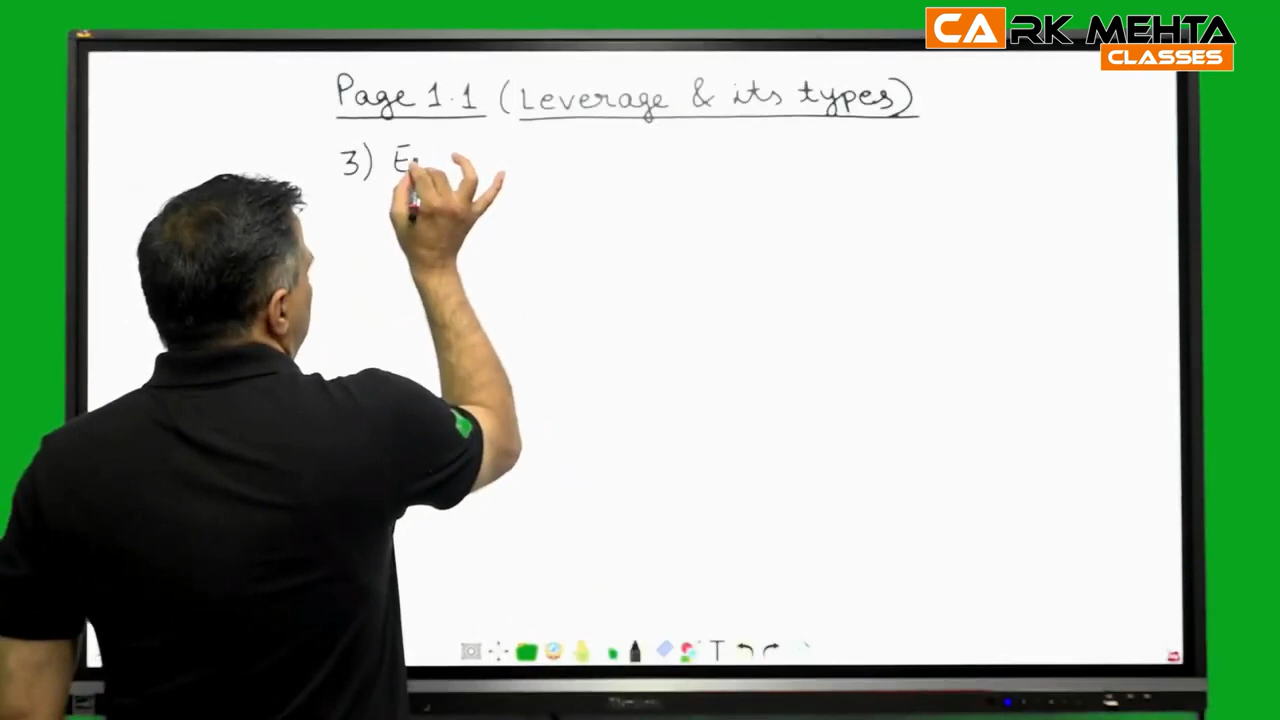 CA RK MEHTA
CLASSES
Page 1.1 (Leverage & its types)
3) E
T